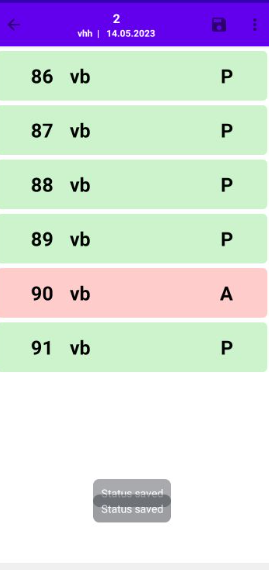 2
vhh | 14.05.2023
86 vb P
87 vb P
88 vb P
89 vb P
90 vb A
91 vb P
Status saved
Status saved